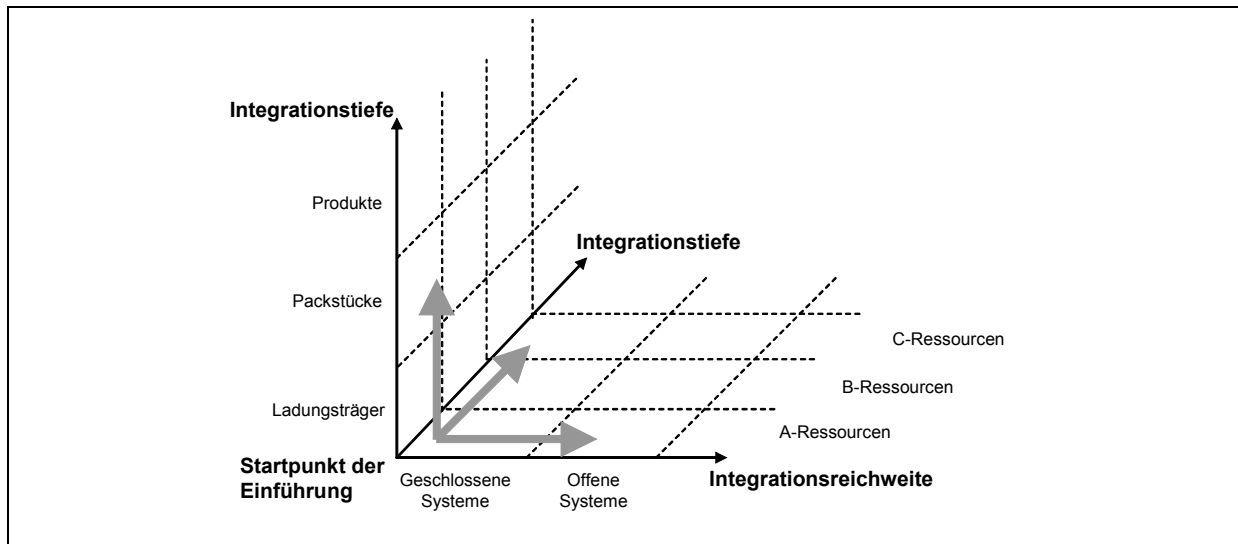 Integrationstiefe
Produkte
Integrationstiefe
Packstücke
C-Ressourcen
B-Ressourcen
Ladungsträger
A-Ressourcen
Startpunkt der
Einführung
Geschlossene
Systeme
Offene
Systeme
Integrationsreichweite